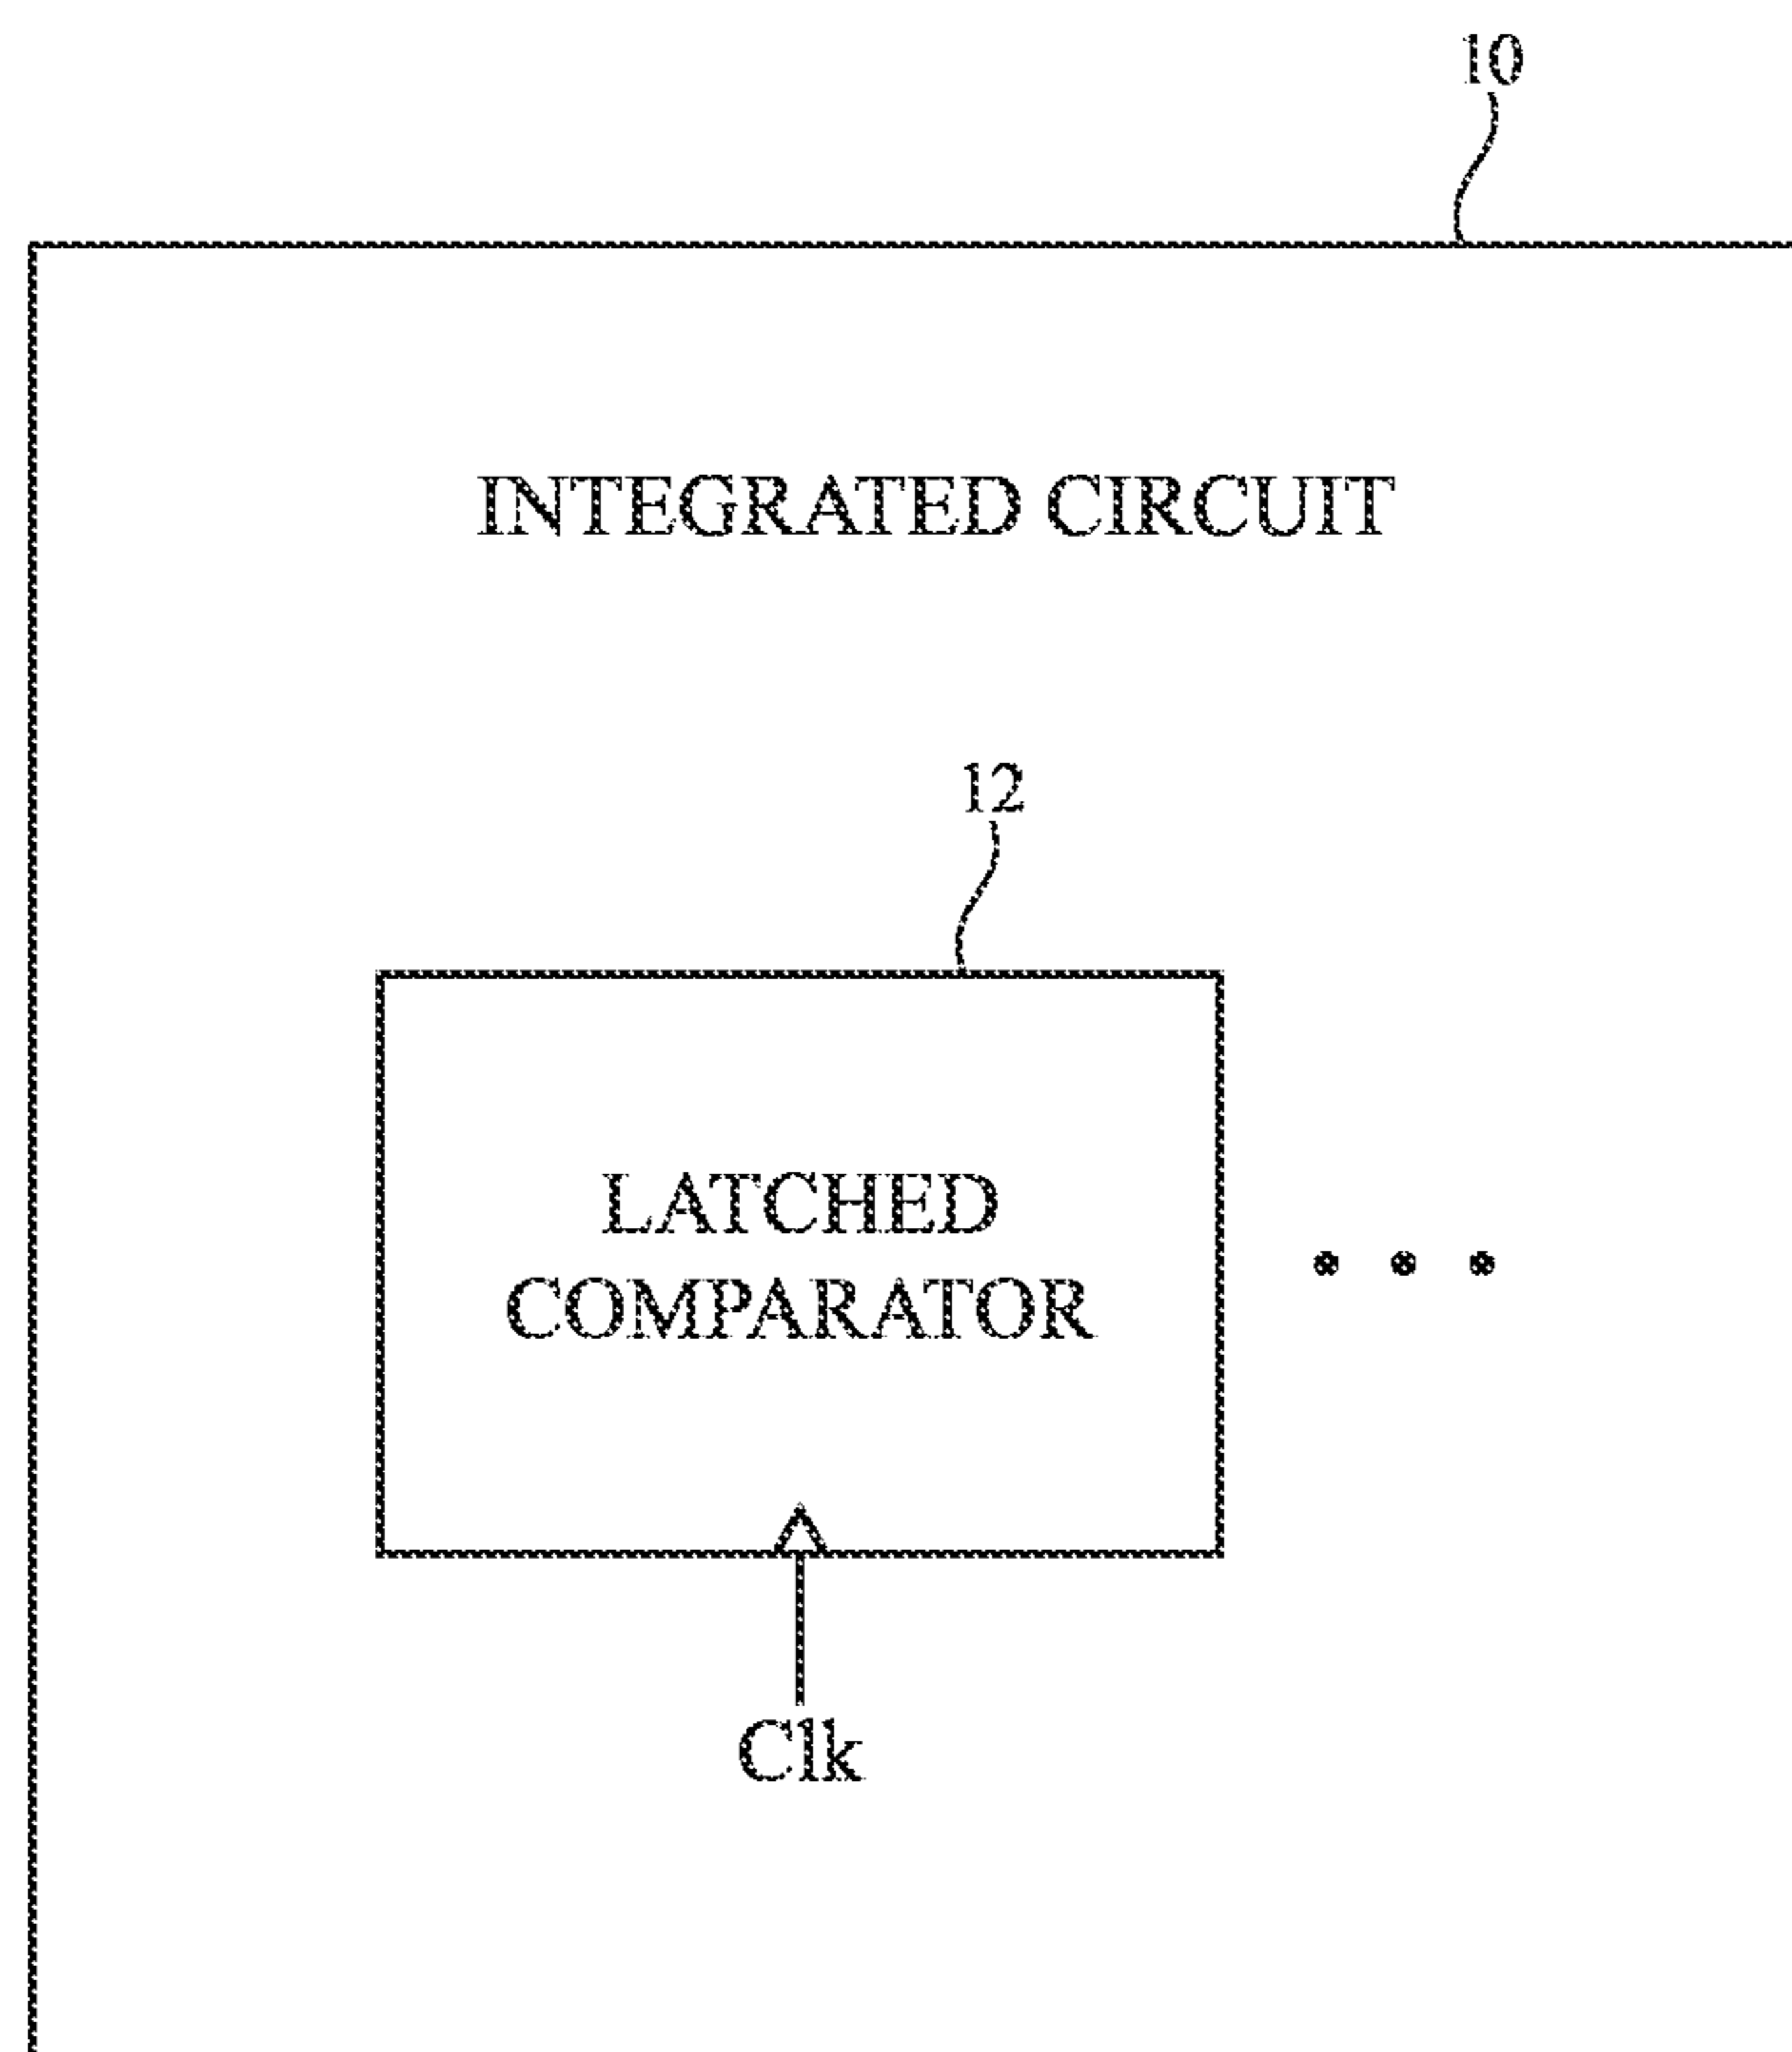 10
INTEGRATED CIRCUIT
12
LATCHED
COMPARATOR
Clk